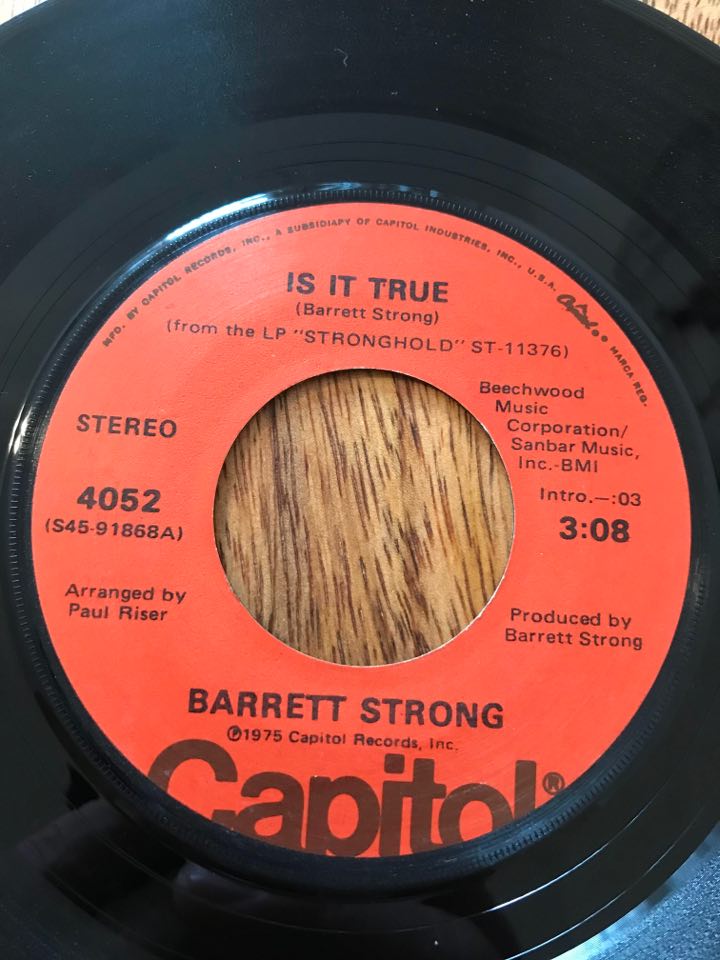 MFD. BY CAPITOL RECORDS, INC., A SUBSIDIARY OF CAPITOL INDUSTRIES, INC., U.S.A. Capitol • MARCA REG.
IS IT TRUE
(Barrett Strong)
(from the LP "STRONGHOLD" ST-11376)
Beechwood
Music
Corporation/
Sanbar Music,
Inc.-BMI
STEREO
4052
(S45-91868A)
Intro.—:03
3:08
Arranged by
Paul Riser
Produced by
Barrett Strong
BARRETT STRONG
℗1975 Capitol Records, Inc.
Capitol®